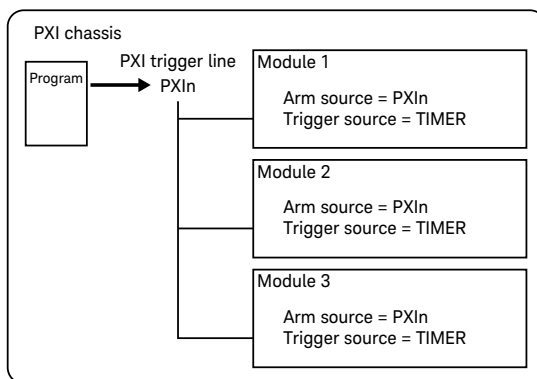 PXI chassis
Program
PXI trigger line
PXIn
Module 1
Arm source = PXIn
Trigger source = TIMER
Module 2
Arm source = PXIn
Trigger source = TIMER
Module 3
Arm source = PXIn
Trigger source = TIMER